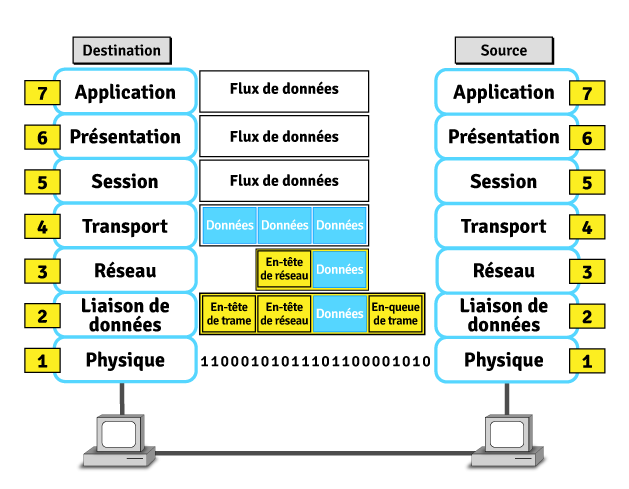 Destination
Source
7 Application Flux de données Application 7
6 Présentation Flux de données Présentation 6
5 Session Flux de données Session 5
4 Transport Données Données Données Transport 4
3 Réseau En-tête de réseau Données Réseau 3
2 Liaison de données En-tête de trame En-tête de réseau Données En-queue de trame Liaison de données 2
1 Physique 11000101011101100001010 Physique 1